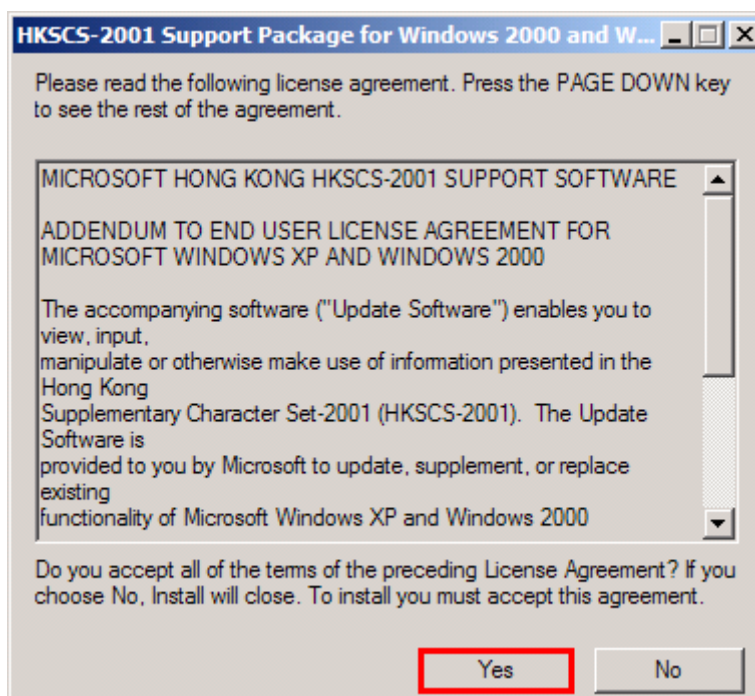 HKSCS-2001 Support Package for Windows 2000 and W...
Please read the following license agreement. Press the PAGE DOWN key
to see the rest of the agreement.
MICROSOFT HONG KONG HKSCS-2001 SUPPORT SOFTWARE
ADDENDUM TO END USER LICENSE AGREEMENT FOR
MICROSOFT WINDOWS XP AND WINDOWS 2000
The accompanying software ("Update Software") enables you to
view, input,
manipulate or otherwise make use of information presented in the
Hong Kong
Supplementary Character Set-2001 (HKSCS-2001).  The Update
Software is
provided to you by Microsoft to update, supplement, or replace
existing
functionality of Microsoft Windows XP and Windows 2000
Do you accept all of the terms of the preceding License Agreement? If you
choose No, Install will close. To install you must accept this agreement.
Yes No